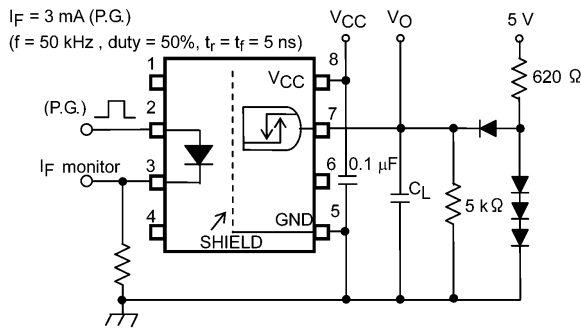 IF = 3 mA (P.G.)
(f = 50 kHz , duty = 50%, tr = tf = 5 ns)
VCC
VO
5 V
1
8
VCC
620 Ω
(P.G.)
2
7
IF monitor
3
6
0.1 μF
CL
5 kΩ
4
GND
5
SHIELD